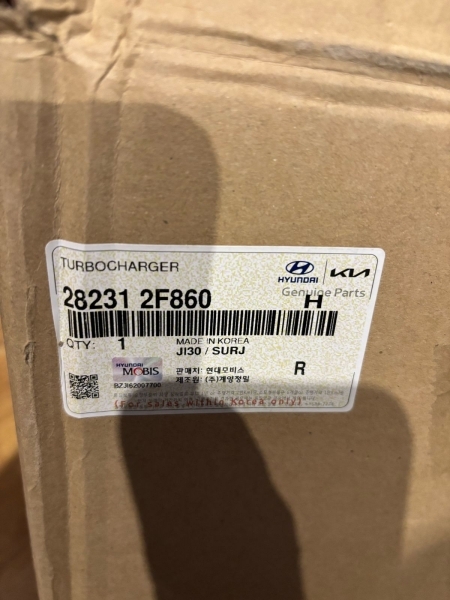 TURBOCHARGER
HYUNDAI KIA
28231 2F860
Genuine Parts
H
QTY: 1
MADE IN KOREA
JI30 / SURJ
HYUNDAI
MOBIS
판매처: 현대모비스
제조원: (주)계양정밀
R
BZJI62007700
(For sales within Korea only)